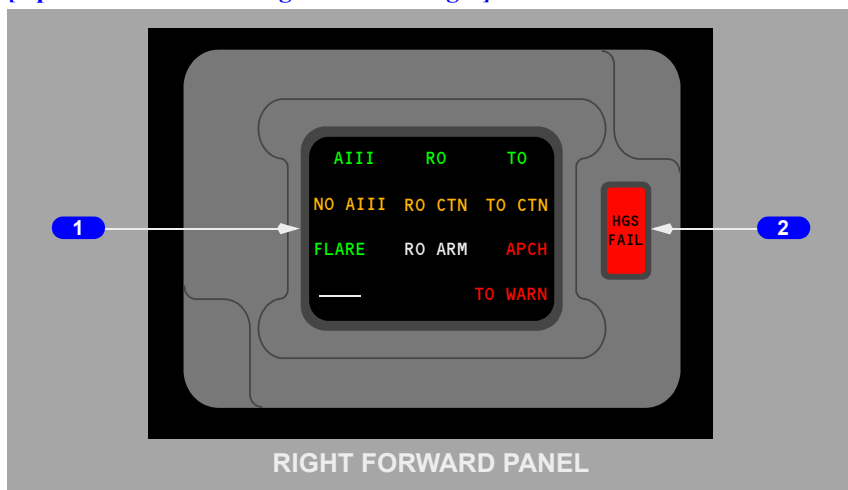 AIII RO TO
NO AIII RO CTN TO CTN
FLARE RO ARM APCH
TO WARN
HGS
FAIL
1
2
RIGHT FORWARD PANEL